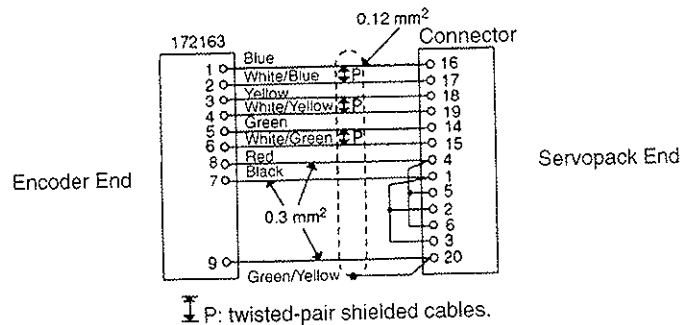 0.12 mm²
172163
Connector
1 Blue 16
2 White/Blue P 17
3 Yellow 18
4 White/Yellow P 19
5 Green 14
6 White/Green P 15
8 Red 4
7 Black 1
5
2
6
3
9 Green/Yellow 20
Encoder End
Servopack End
0.3 mm²
P: twisted-pair shielded cables.